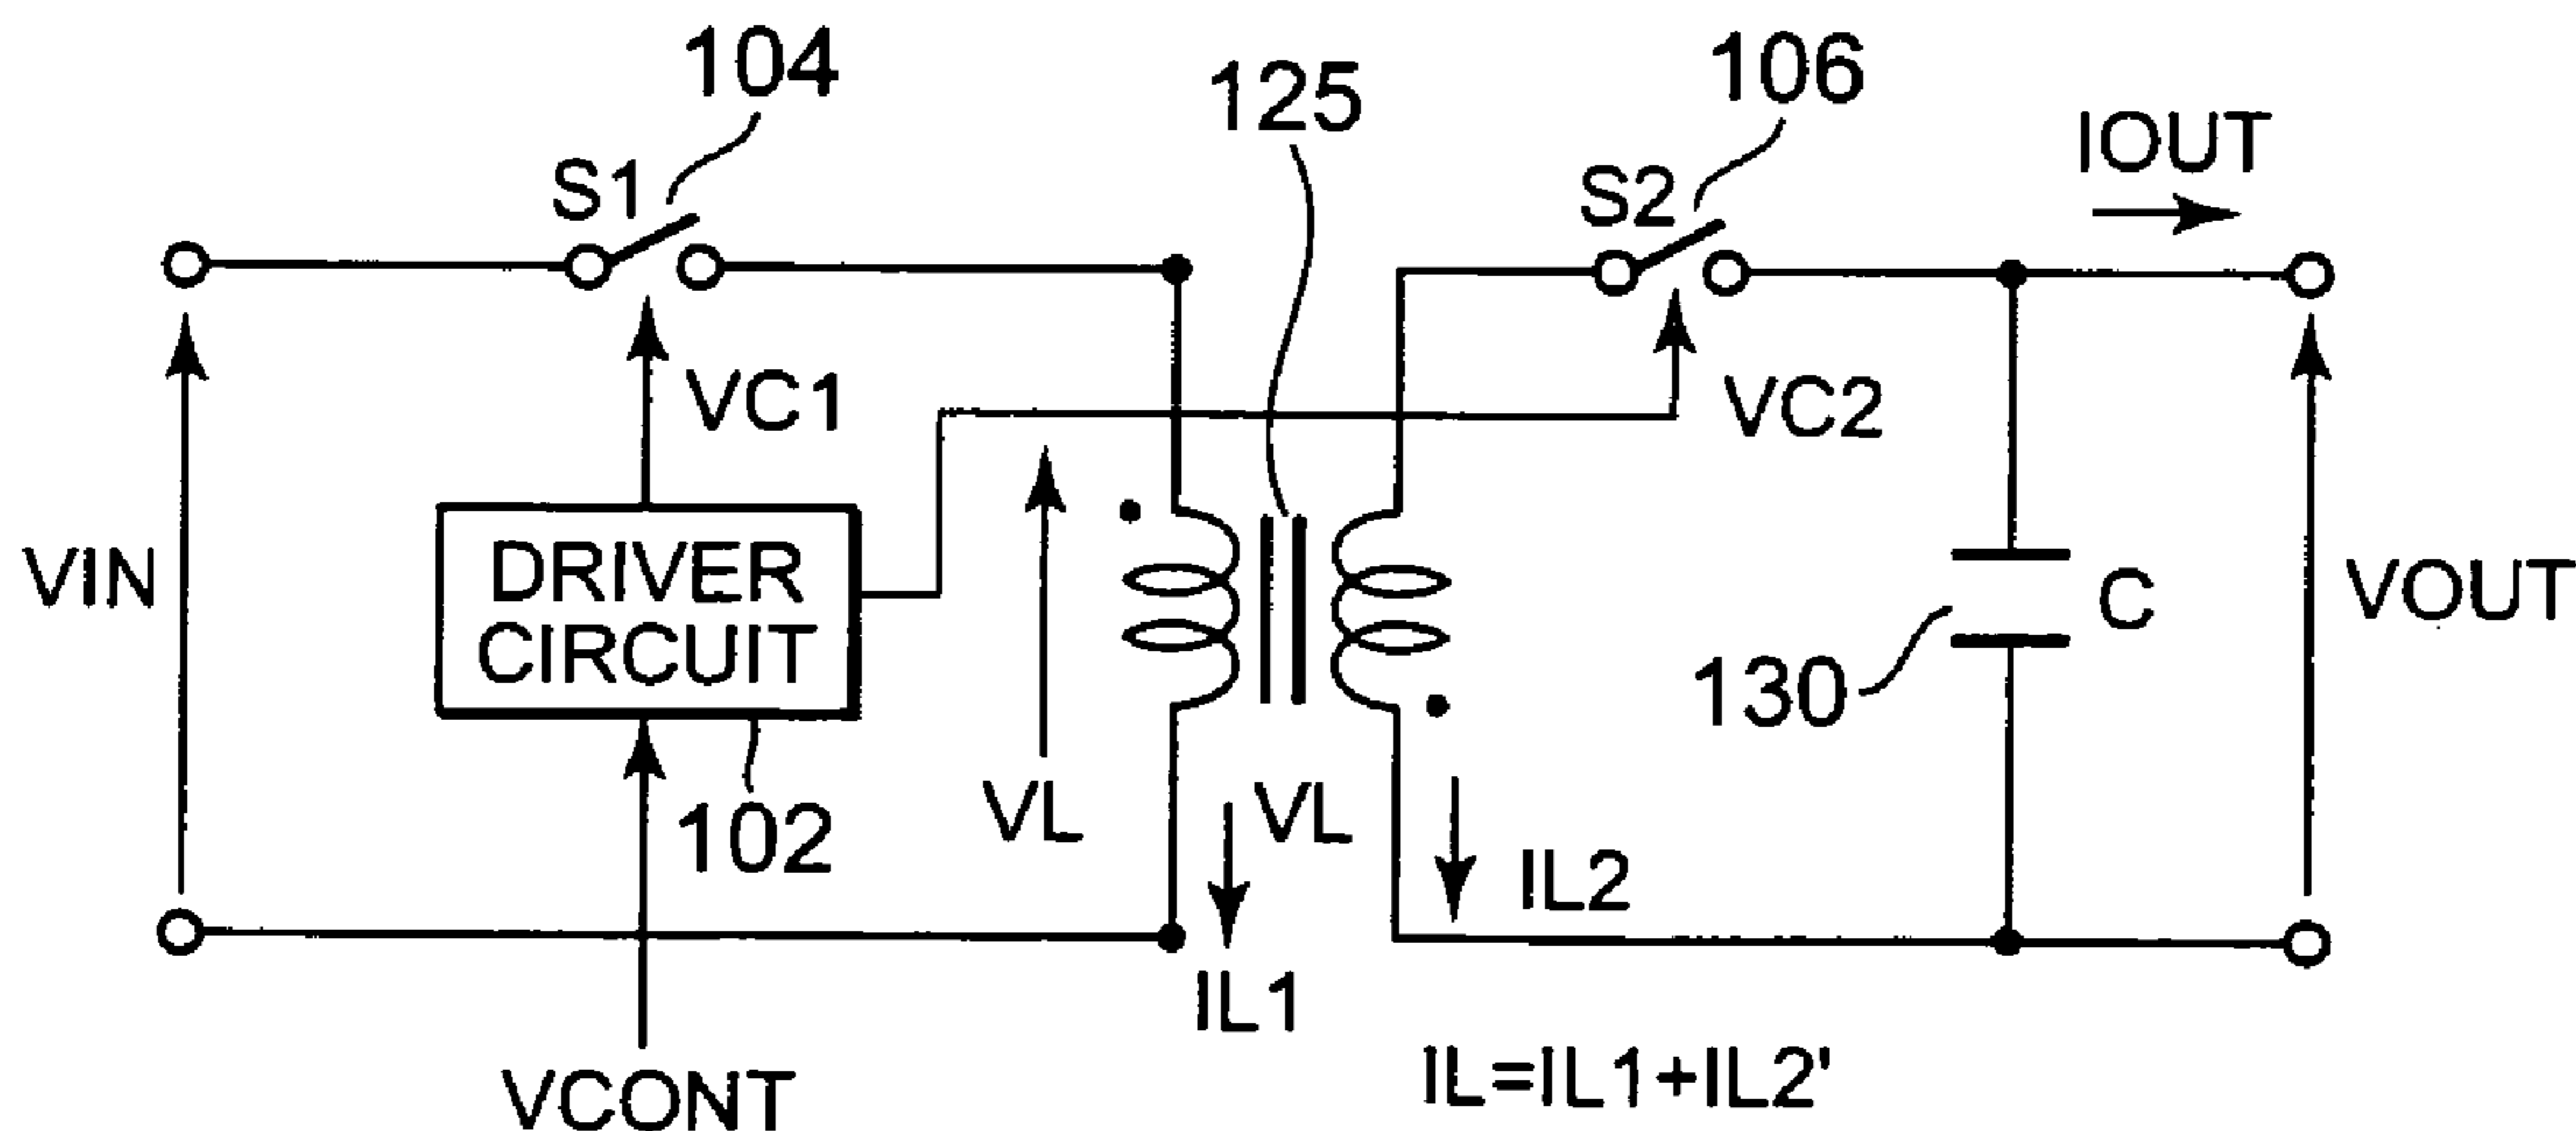 104
125
106
IOUT
S1
S2
VC1
VC2
VIN
DRIVER
CIRCUIT
C
VOUT
130
102
VL
VL
IL2
IL1
VCONT
IL=IL1+IL2'